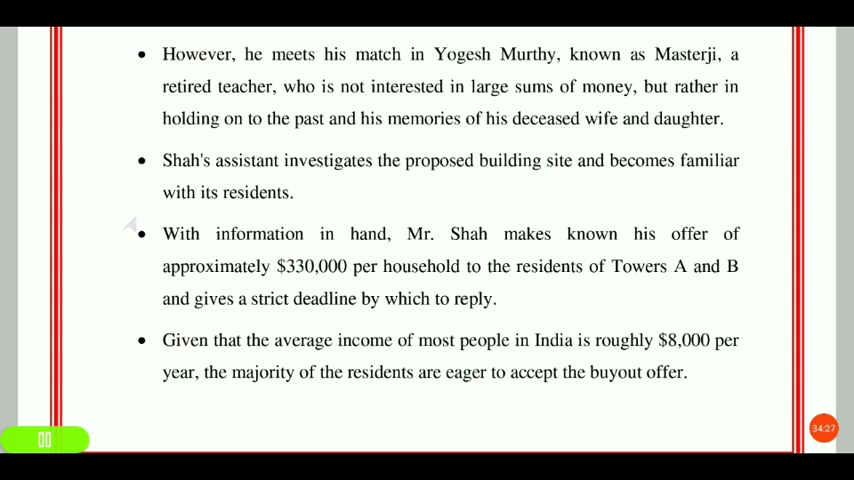 • However, he meets his match in Yogesh Murthy, known as Masterji, a
retired teacher, who is not interested in large sums of money, but rather in
holding on to the past and his memories of his deceased wife and daughter.
• Shah's assistant investigates the proposed building site and becomes familiar
with its residents.
• With information in hand, Mr. Shah makes known his offer of
approximately $330,000 per household to the residents of Towers A and B
and gives a strict deadline by which to reply.
• Given that the average income of most people in India is roughly $8,000 per
year, the majority of the residents are eager to accept the buyout offer.
34:27